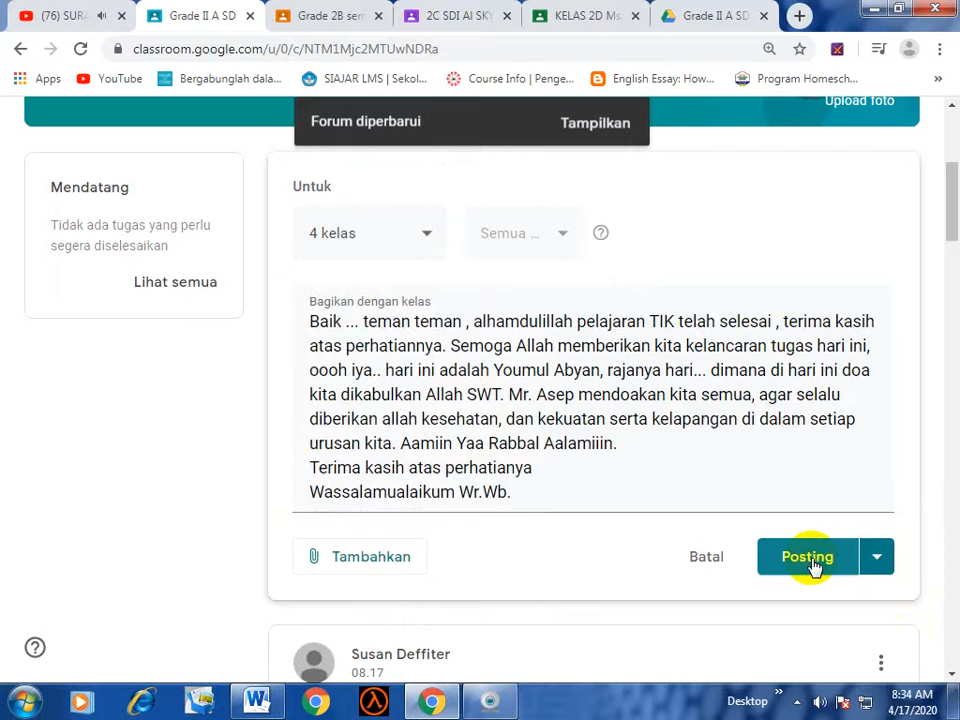 (76) SURA
Grade II A SD
Grade 2B sem
2C SDI Al SKY
KELAS 2D Ms.
Grade II A SD
classroom.google.com/u/0/c/NTM1Mjc2MTUwNDRa
Apps
YouTube
Bergabunglah dala...
SIAJAR LMS | Sekol...
Course Info | Penge...
English Essay: How...
Program Homesch...
»
Upload foto
Forum diperbarui
Tampilkan
Mendatang
Tidak ada tugas yang perlu
segera diselesaikan
Lihat semua
Untuk
4 kelas
Semua ...
Bagikan dengan kelas
Baik ... teman teman , alhamdulillah pelajaran TIK telah selesai , terima kasih
atas perhatiannya. Semoga Allah memberikan kita kelancaran tugas hari ini,
oooh iya.. hari ini adalah Youmul Abyan, rajanya hari... dimana di hari ini doa
kita dikabulkan Allah SWT. Mr. Asep mendoakan kita semua, agar selalu
diberikan allah kesehatan, dan kekuatan serta kelapangan di dalam setiap
urusan kita. Aamiin Yaa Rabbal Aalamiiin.
Terima kasih atas perhatianya
Wassalamualaikum Wr.Wb.
Tambahkan
Batal
Posting
Susan Deffiter
08.17
Desktop
»
8:34 AM
4/17/2020